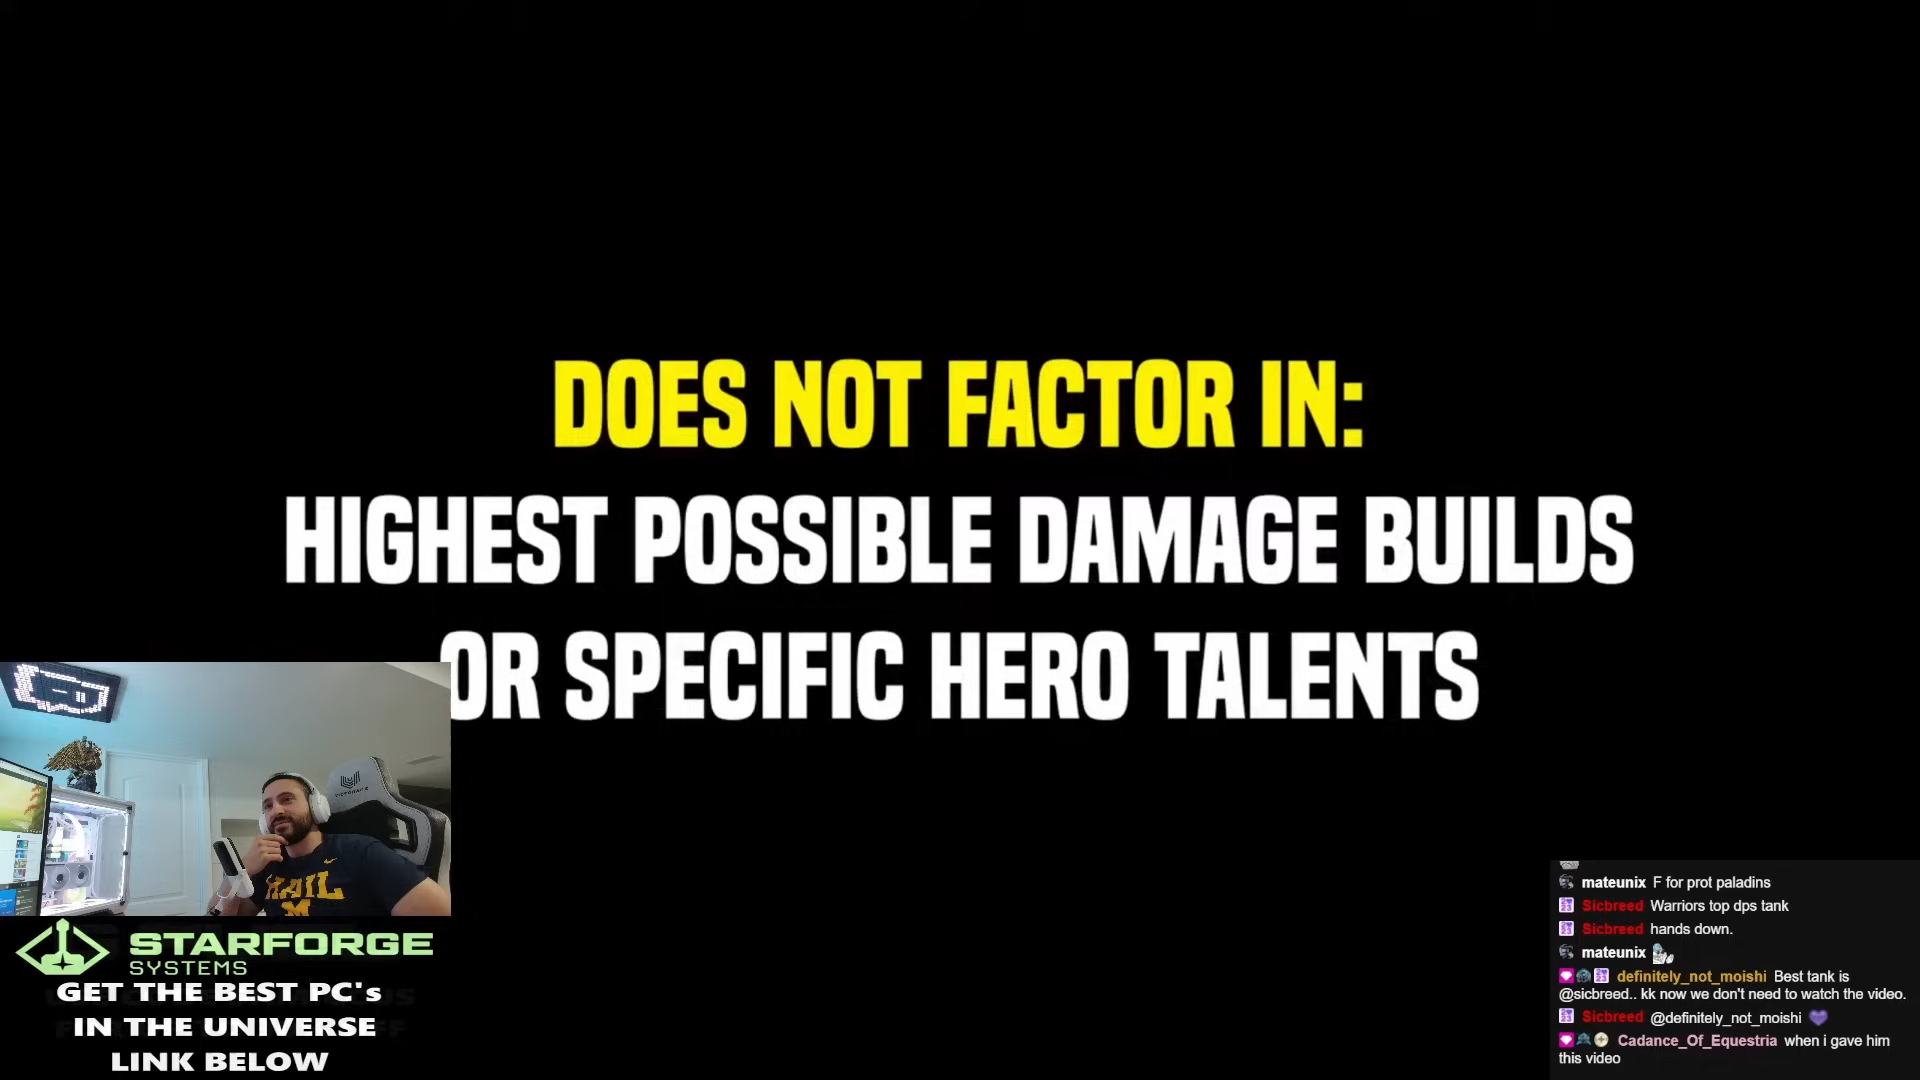 DOES NOT FACTOR IN:
HIGHEST POSSIBLE DAMAGE BUILDS
OR SPECIFIC HERO TALENTS
HAIL
M
STARFORGE
SYSTEMS
GET THE BEST PC's
IN THE UNIVERSE
LINK BELOW
mateunix F for prot paladins
Sicbreed Warriors top dps tank
Sicbreed hands down.
mateunix
definitely_not_moishi Best tank is
@sicbreed.. kk now we don't need to watch the video.
Sicbreed @definitely_not_moishi
Cadance_Of_Equestria when i gave him
this video